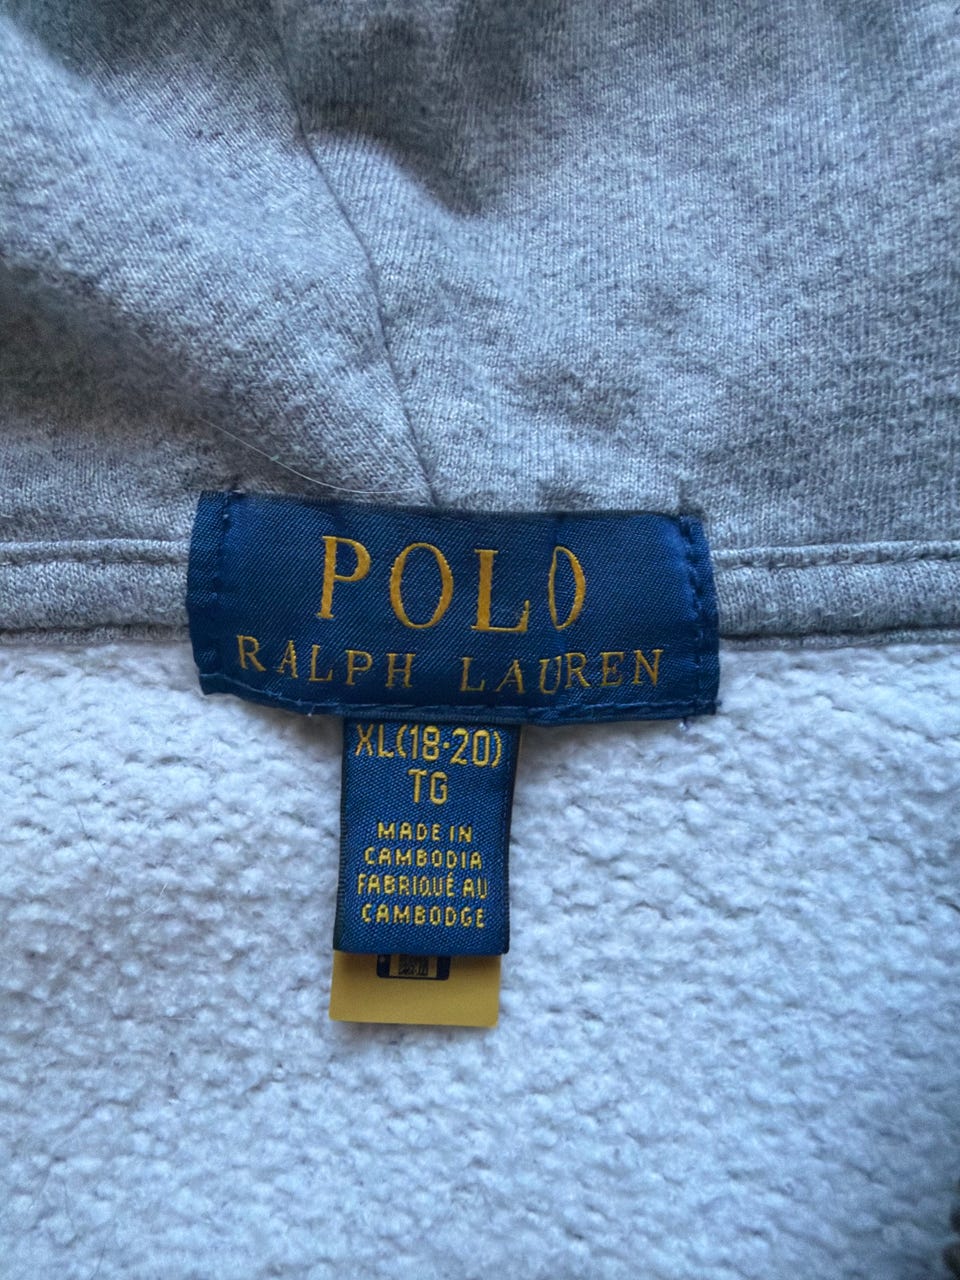 POLO
RALPH LAUREN
XL(18-20)
TG
MADE IN
CAMBODIA
FABRIQUÉ AU
CAMBODGE